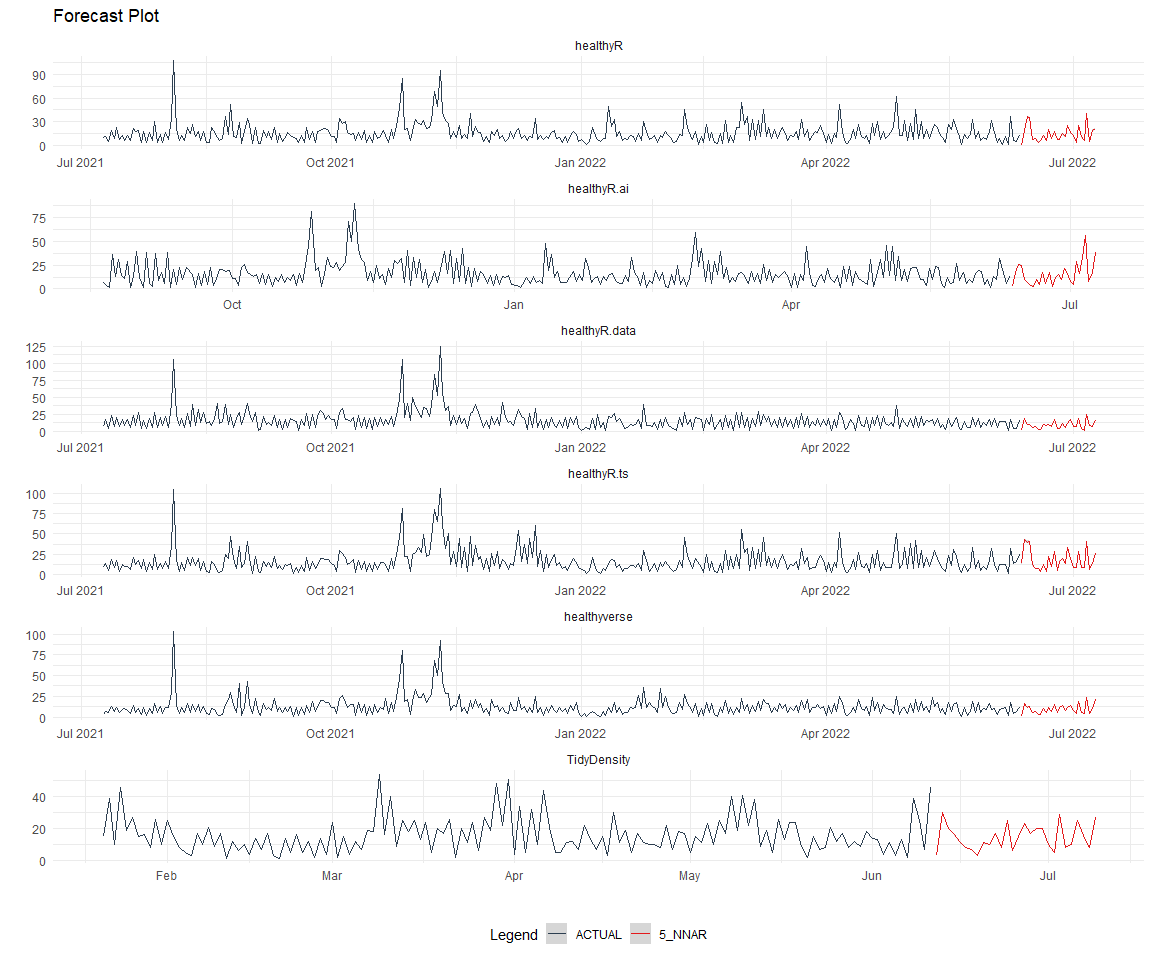 Forecast Plot
healthyR
90
60
30
0
Jul 2021 Oct 2021 Jan 2022 Apr 2022 Jul 2022
healthyR.ai
75
50
25
0
Oct Jan Apr Jul
healthyR.data
125
100
75
50
25
0
Jul 2021 Oct 2021 Jan 2022 Apr 2022 Jul 2022
healthyR.ts
100
75
50
25
0
Jul 2021 Oct 2021 Jan 2022 Apr 2022 Jul 2022
healthyverse
100
75
50
25
0
Jul 2021 Oct 2021 Jan 2022 Apr 2022 Jul 2022
TidyDensity
40
20
0
Feb Mar Apr May Jun Jul
Legend ACTUAL 5_NNAR